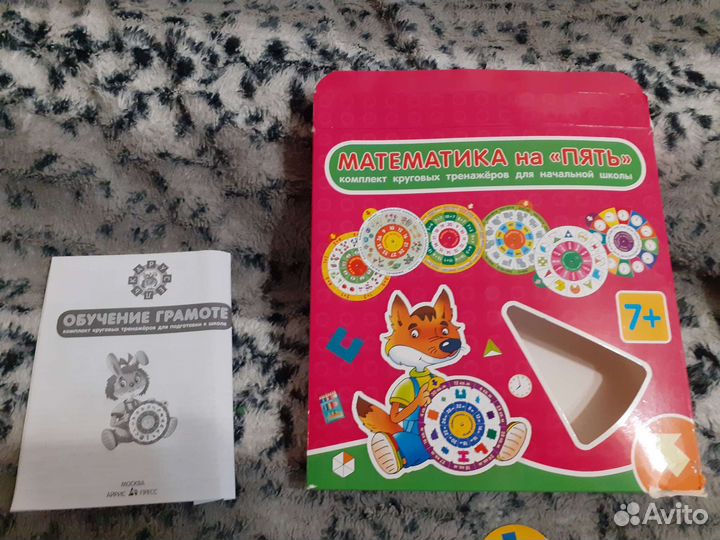 ОБУЧЕНИЕ ГРАМОТЕ
комплект круговых тренажёров для подготовки к школе
МОСКВА
АЙРИС ПРЕСС
МАТЕМАТИКА на «ПЯТЬ»
комплект круговых тренажёров для начальной школы
7+
Avito